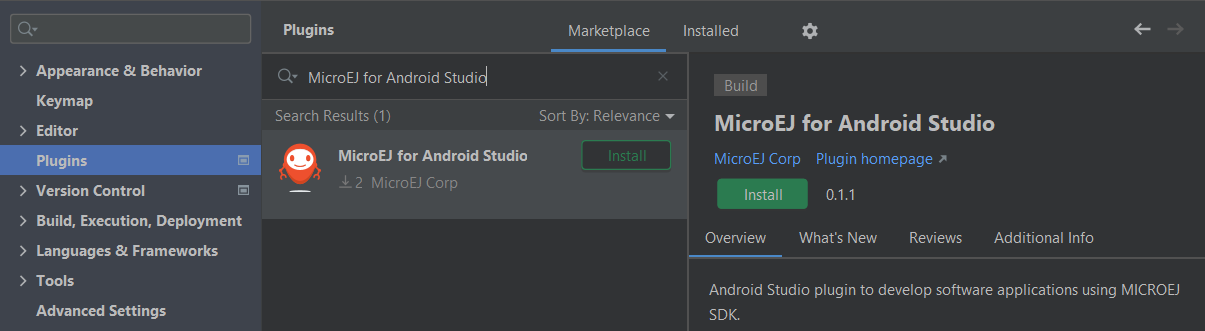 Plugins
Marketplace
Installed
Appearance & Behavior
Keymap
Editor
Plugins
Version Control
Build, Execution, Deployment
Languages & Frameworks
Tools
Advanced Settings
MicroEJ for Android Studio
Search Results (1)
Sort By: Relevance
MicroEJ for Android Studio
Install
2 MicroEJ Corp
Build
MicroEJ for Android Studio
MicroEJ Corp
Plugin homepage
Install
0.1.1
Overview
What's New
Reviews
Additional Info
Android Studio plugin to develop software applications using MICROEJ
SDK.